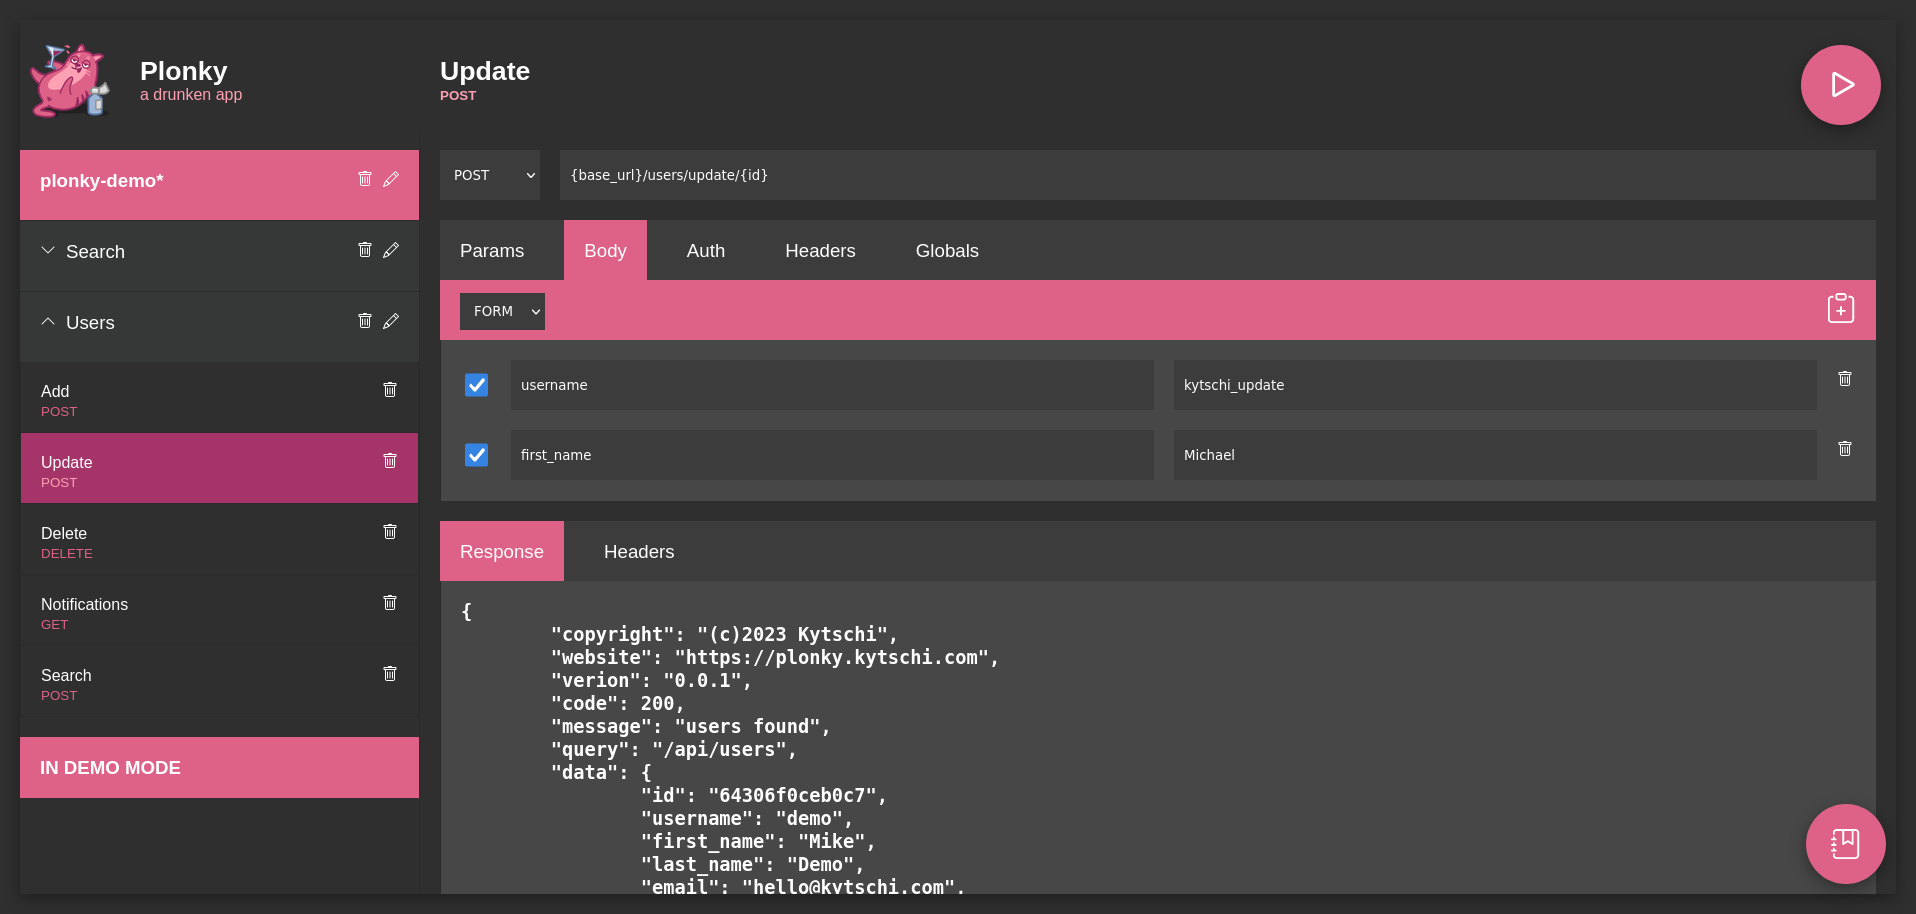 Plonky
a drunken app
Update
POST
plonky-demo*
Search
Users
Add
POST
Update
POST
Delete
DELETE
Notifications
GET
Search
POST
IN DEMO MODE
POST
{base_url}/users/update/{id}
Params Body Auth Headers Globals
FORM
username kytschi_update
first_name Michael
Response Headers
{
"copyright": "(c)2023 Kytschi",
"website": "https://plonky.kytschi.com",
"verion": "0.0.1",
"code": 200,
"message": "users found",
"query": "/api/users",
"data": {
"id": "64306f0ceb0c7",
"username": "demo",
"first_name": "Mike",
"last_name": "Demo",
"email": "hello@kytschi.com",